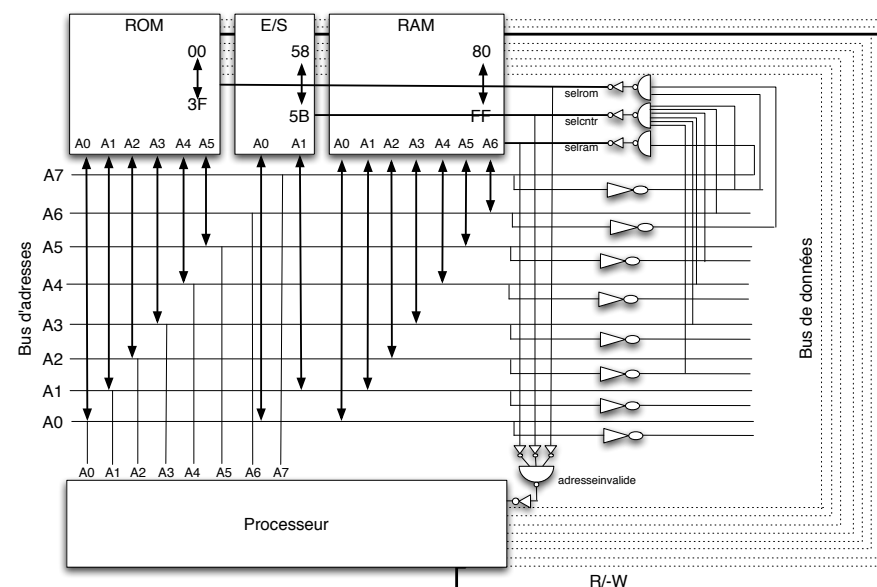 ROM E/S RAM
00 58 80
3F 5B FF
selrom
selcntr
selram
A0 A1 A2 A3 A4 A5 A0 A1 A0 A1 A2 A3 A4 A5 A6
A7
A6
A5
A4
A3
A2
A1
A0
Bus d'adresses
Bus de données
A0 A1 A2 A3 A4 A5 A6 A7
adresseinvalide
Processeur
R/-W